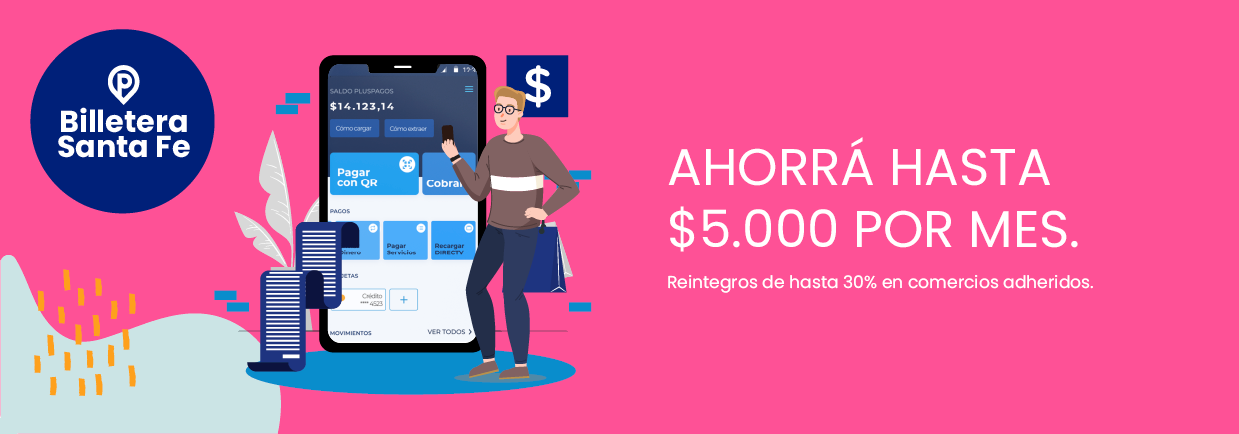 Billetera
Santa Fe
SALDO PLUSPAGOS
$14.123,14
Cómo cargar
Cómo extraer
Pagar
con QR
PAGOS
Pagar
Servicios
Recargar
DIRECTV
Crédito
**** 4523
+
MOVIMIENTOS
VER TODOS
$
AHORRÁ HASTA
$5.000 POR MES.
Reintegros de hasta 30% en comercios adheridos.